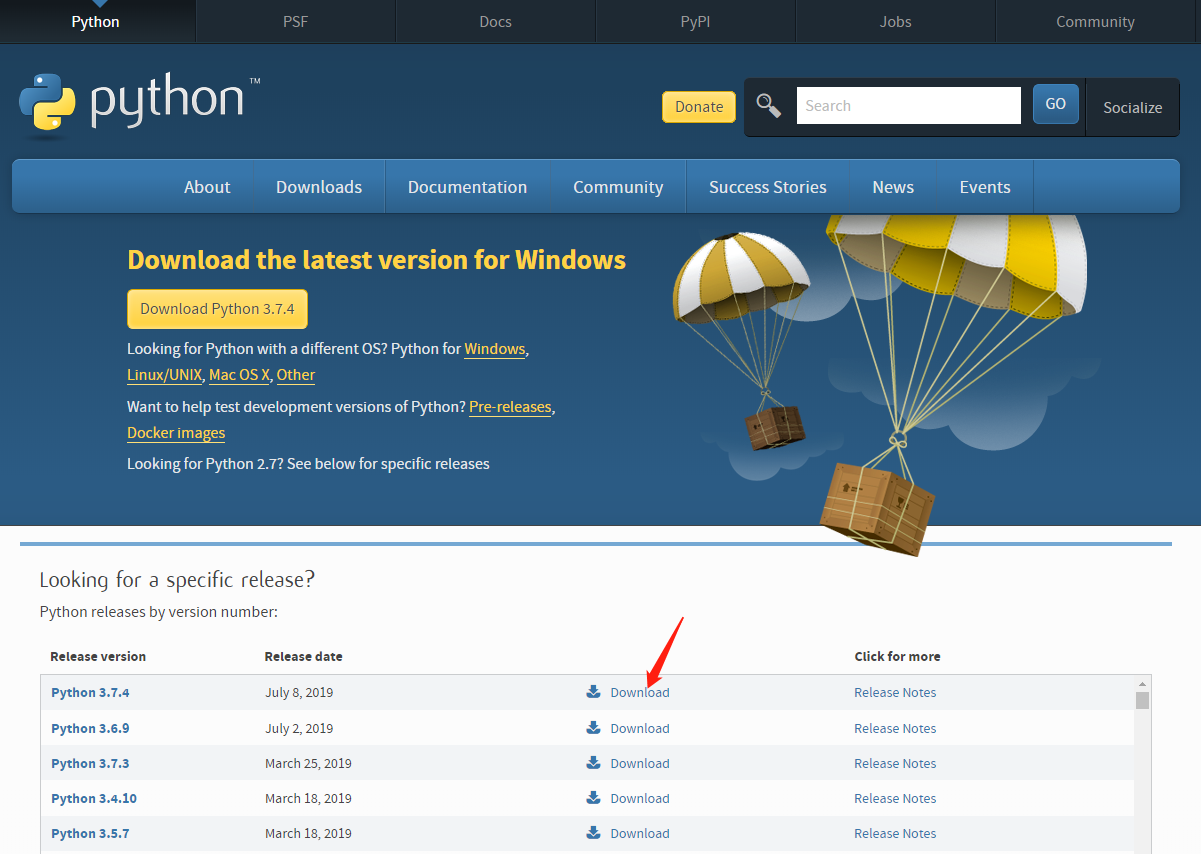 Python PSF Docs PyPI Jobs Community
python™
Donate Search GO Socialize
About Downloads Documentation Community Success Stories News Events
Download the latest version for Windows
Download Python 3.7.4
Looking for Python with a different OS? Python for Windows,
Linux/UNIX, Mac OS X, Other
Want to help test development versions of Python? Pre-releases,
Docker images
Looking for Python 2.7? See below for specific releases
Looking for a specific release?
Python releases by version number:
Release version Release date Click for more
Python 3.7.4 July 8, 2019 Download Release Notes
Python 3.6.9 July 2, 2019 Download Release Notes
Python 3.7.3 March 25, 2019 Download Release Notes
Python 3.4.10 March 18, 2019 Download Release Notes
Python 3.5.7 March 18, 2019 Download Release Notes